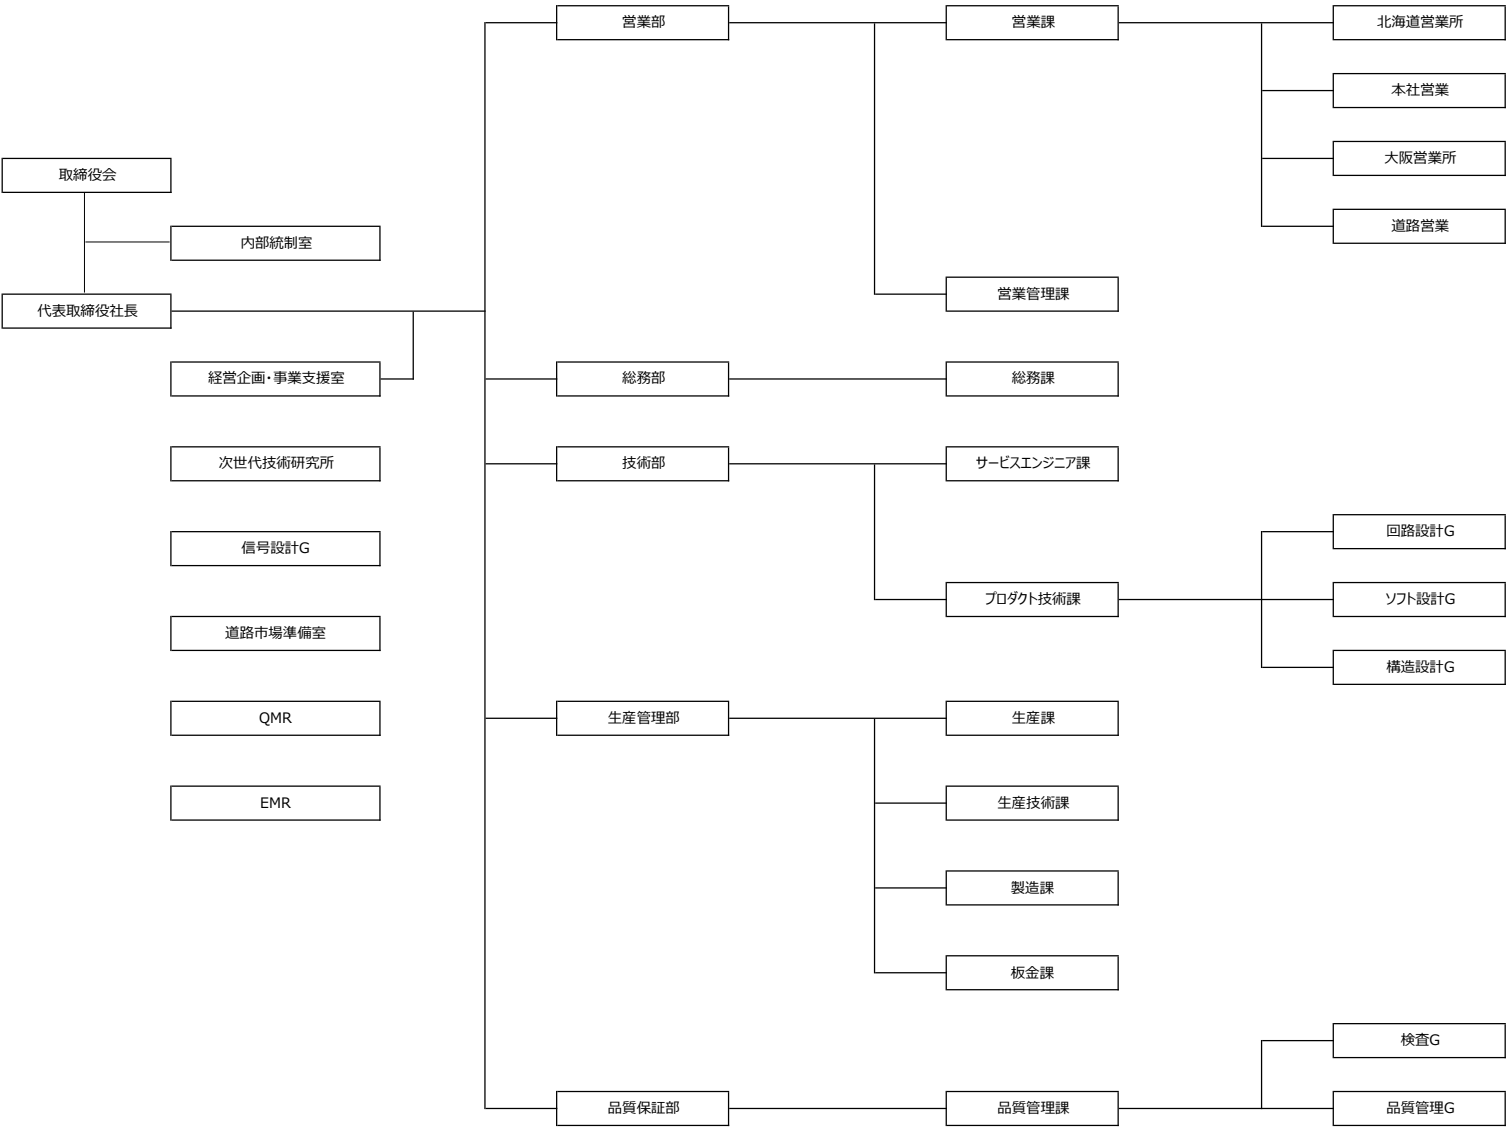 営業部
営業課
北海道営業所
本社営業
大阪営業所
取締役会
道路営業
内部統制室
営業管理課
代表取締役社長
経営企画・事業支援室
総務部
総務課
次世代技術研究所
技術部
サービスエンジニア課
回路設計G
信号設計G
プロダクト技術課
ソフト設計G
道路市場準備室
構造設計G
QMR
生産管理部
生産課
EMR
生産技術課
製造課
板金課
検査G
品質保証部
品質管理課
品質管理G